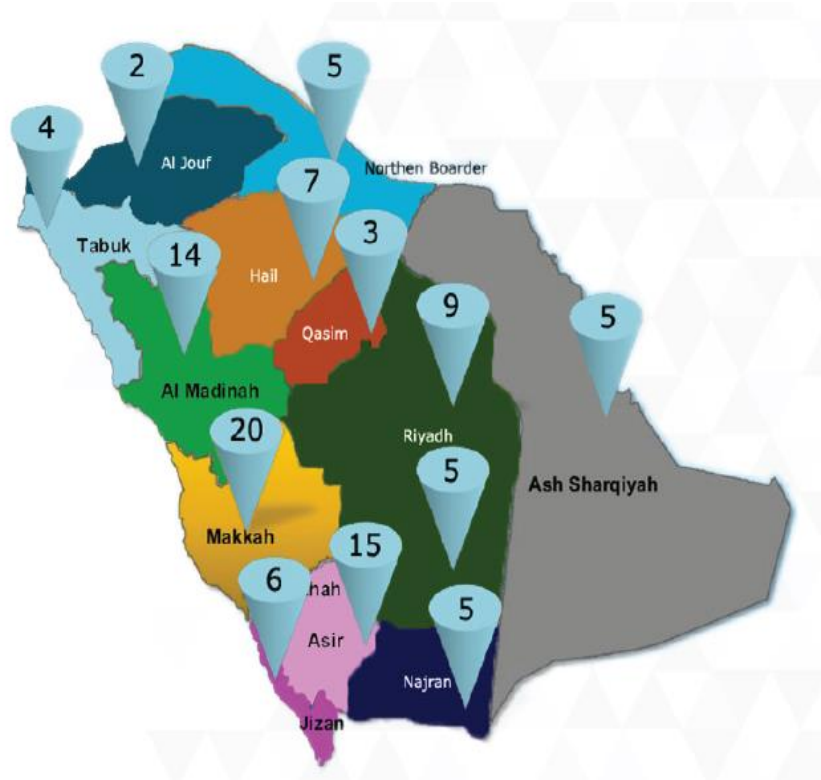 2
5
4
Al Jouf
Northen Boarder
7
3
Tabuk
14
Hail
9
5
Qasim
Al Madinah
20
Riyadh
5
Ash Sharqiyah
Makkah
15
6
hah
5
Asir
Najran
Jizan